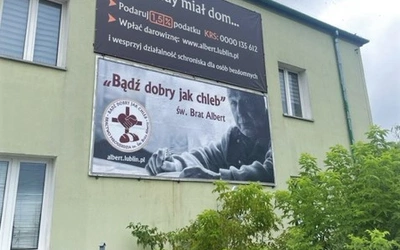 miał dom...
▸ Podaruj 1,5% podatku KRS: 0000 135 612
▸ Wpłać darowiznę: www.albert.lublin.pl
i wesprzyj działalność schroniska dla osób bezdomnych
„Bądź dobry jak chleb”
św. Brat Albert
albert.lublin.pl